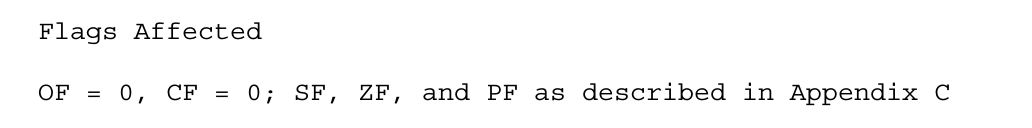 Flags Affected
OF = 0, CF = 0; SF, ZF, and PF as described in Appendix C